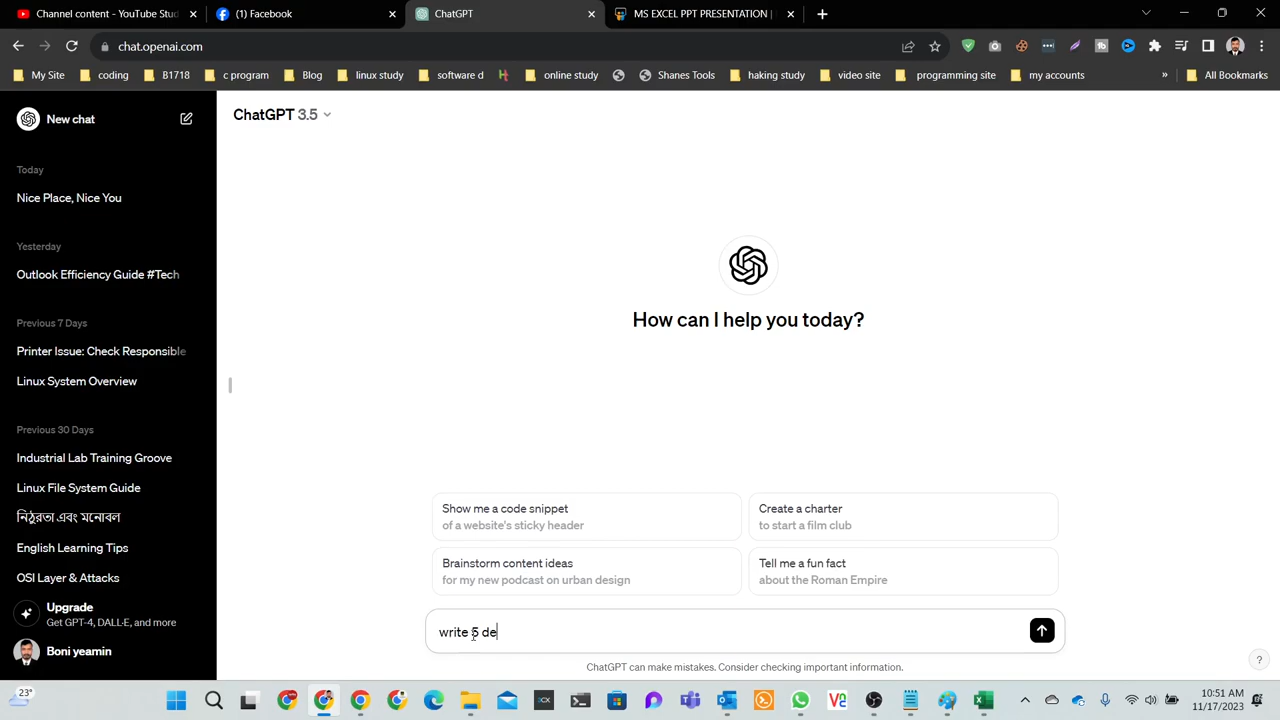 Channel content - YouTube Stud
(1) Facebook
ChatGPT
MS EXCEL PPT PRESENTATION |
chat.openai.com
My Site
coding
B1718
c program
Blog
linux study
software d
online study
Shanes Tools
haking study
video site
programming site
my accounts
»
All Bookmarks
New chat
ChatGPT 3.5
Today
Nice Place, Nice You
Yesterday
Outlook Efficiency Guide #Tech
Previous 7 Days
Printer Issue: Check Responsible
Linux System Overview
Previous 30 Days
Industrial Lab Training Groove
Linux File System Guide
নিঠুরতা এবং মনোবল
English Learning Tips
OSI Layer & Attacks
Upgrade
Get GPT-4, DALL·E, and more
Boni yeamin
How can I help you today?
Show me a code snippet
of a website's sticky header
Create a charter
to start a film club
Brainstorm content ideas
for my new podcast on urban design
Tell me a fun fact
about the Roman Empire
write 5 de
ChatGPT can make mistakes. Consider checking important information.
?
23°
10:51 AM
11/17/2023